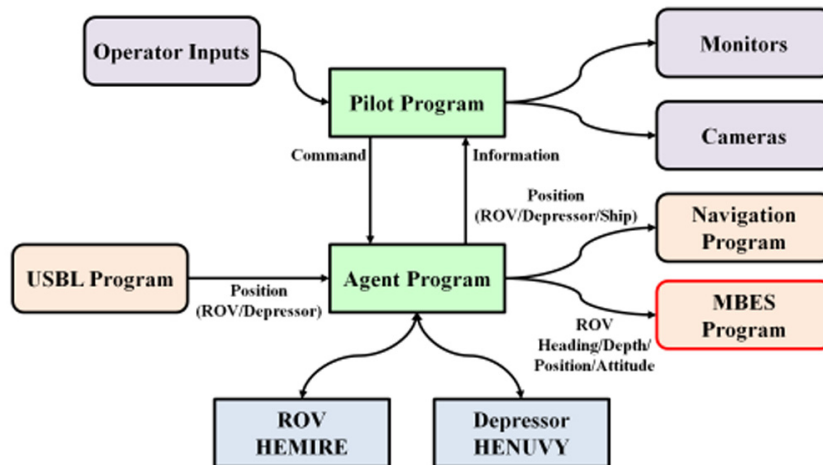 Operator Inputs
Pilot Program
Monitors
Cameras
Command
Information
Position
(ROV/Depressor/Ship)
Navigation
Program
USBL Program
Position
(ROV/Depressor)
Agent Program
MBES
Program
ROV
Heading/Depth/
Position/Attitude
ROV
HEMIRE
Depressor
HENUVY